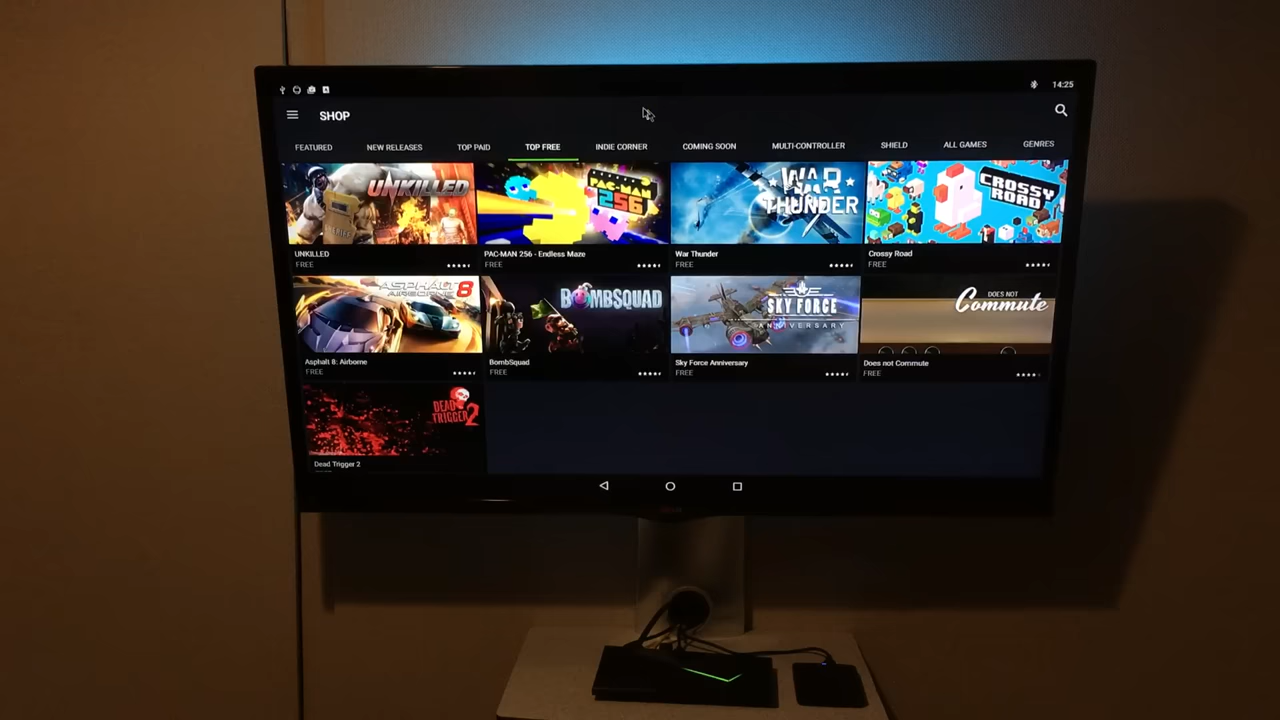 14:25
SHOP
FEATURED NEW RELEASES TOP PAID TOP FREE INDIE CORNER COMING SOON MULTI-CONTROLLER SHIELD ALL GAMES GENRES
UNKILLED
PAC-MAN
256
WAR
THUNDER
CROSSY
ROAD
UNKILLED
FREE
PAC-MAN 256 - Endless Maze
FREE
War Thunder
FREE
Crossy Road
FREE
ASPHALT 8
AIRBORNE
BOMBSQUAD
SKY FORCE
ANNIVERSARY
DOES NOT
Commute
Asphalt 8: Airborne
FREE
BombSquad
FREE
Sky Force Anniversary
FREE
Does not Commute
FREE
DEAD
TRIGGER 2
Dead Trigger 2